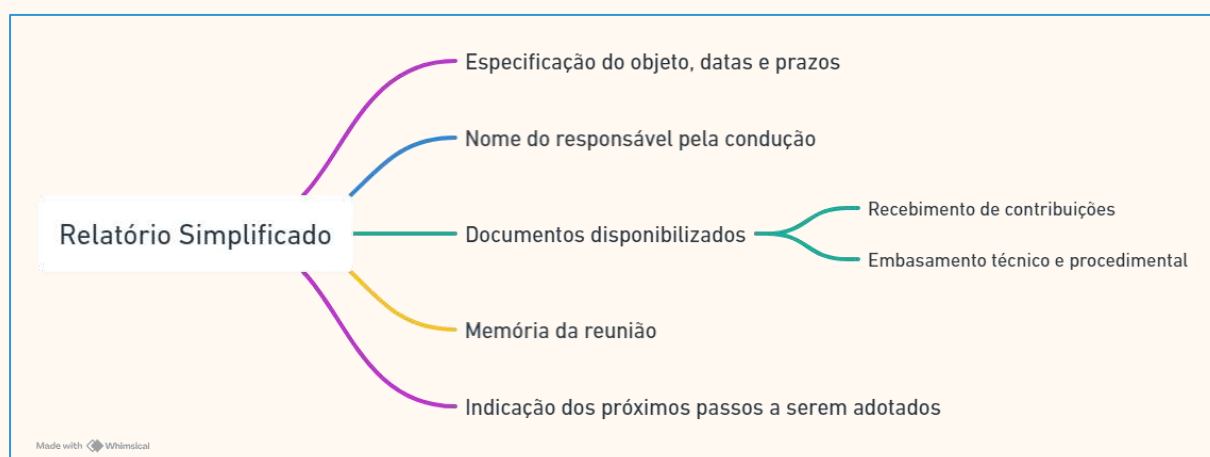 Especificação do objeto, datas e prazos
Nome do responsável pela condução
Relatório Simplificado
Documentos disponibilizados
Recebimento de contribuições
Embasamento técnico e procedimental
Memória da reunião
Indicação dos próximos passos a serem adotados
Made with Whimsical